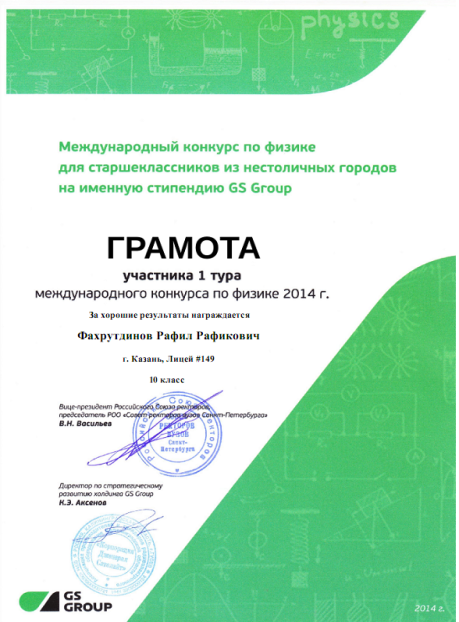 physics
Международный конкурс по физике
для старшеклассников из нестоличных городов
на именную стипендию GS Group
ГРАМОТА
участника 1 тура
международного конкурса по физике 2014 г.
За хорошие результаты награждается
Фахрутдинов Рафил Рафикович
г. Казань, Лицей #149
10 класс
Вице-президент Российского Союза ректоров,
председатель РОО «Совет ректоров вузов Санкт-Петербурга»
В.Н. Васильев
РЕКТОРОВ
ВУЗОВ
Санкт-
Петербурга
Директор по стратегическому
развитию холдинга GS Group
К.Э. Аксенов
GS
GROUP
2014 г.